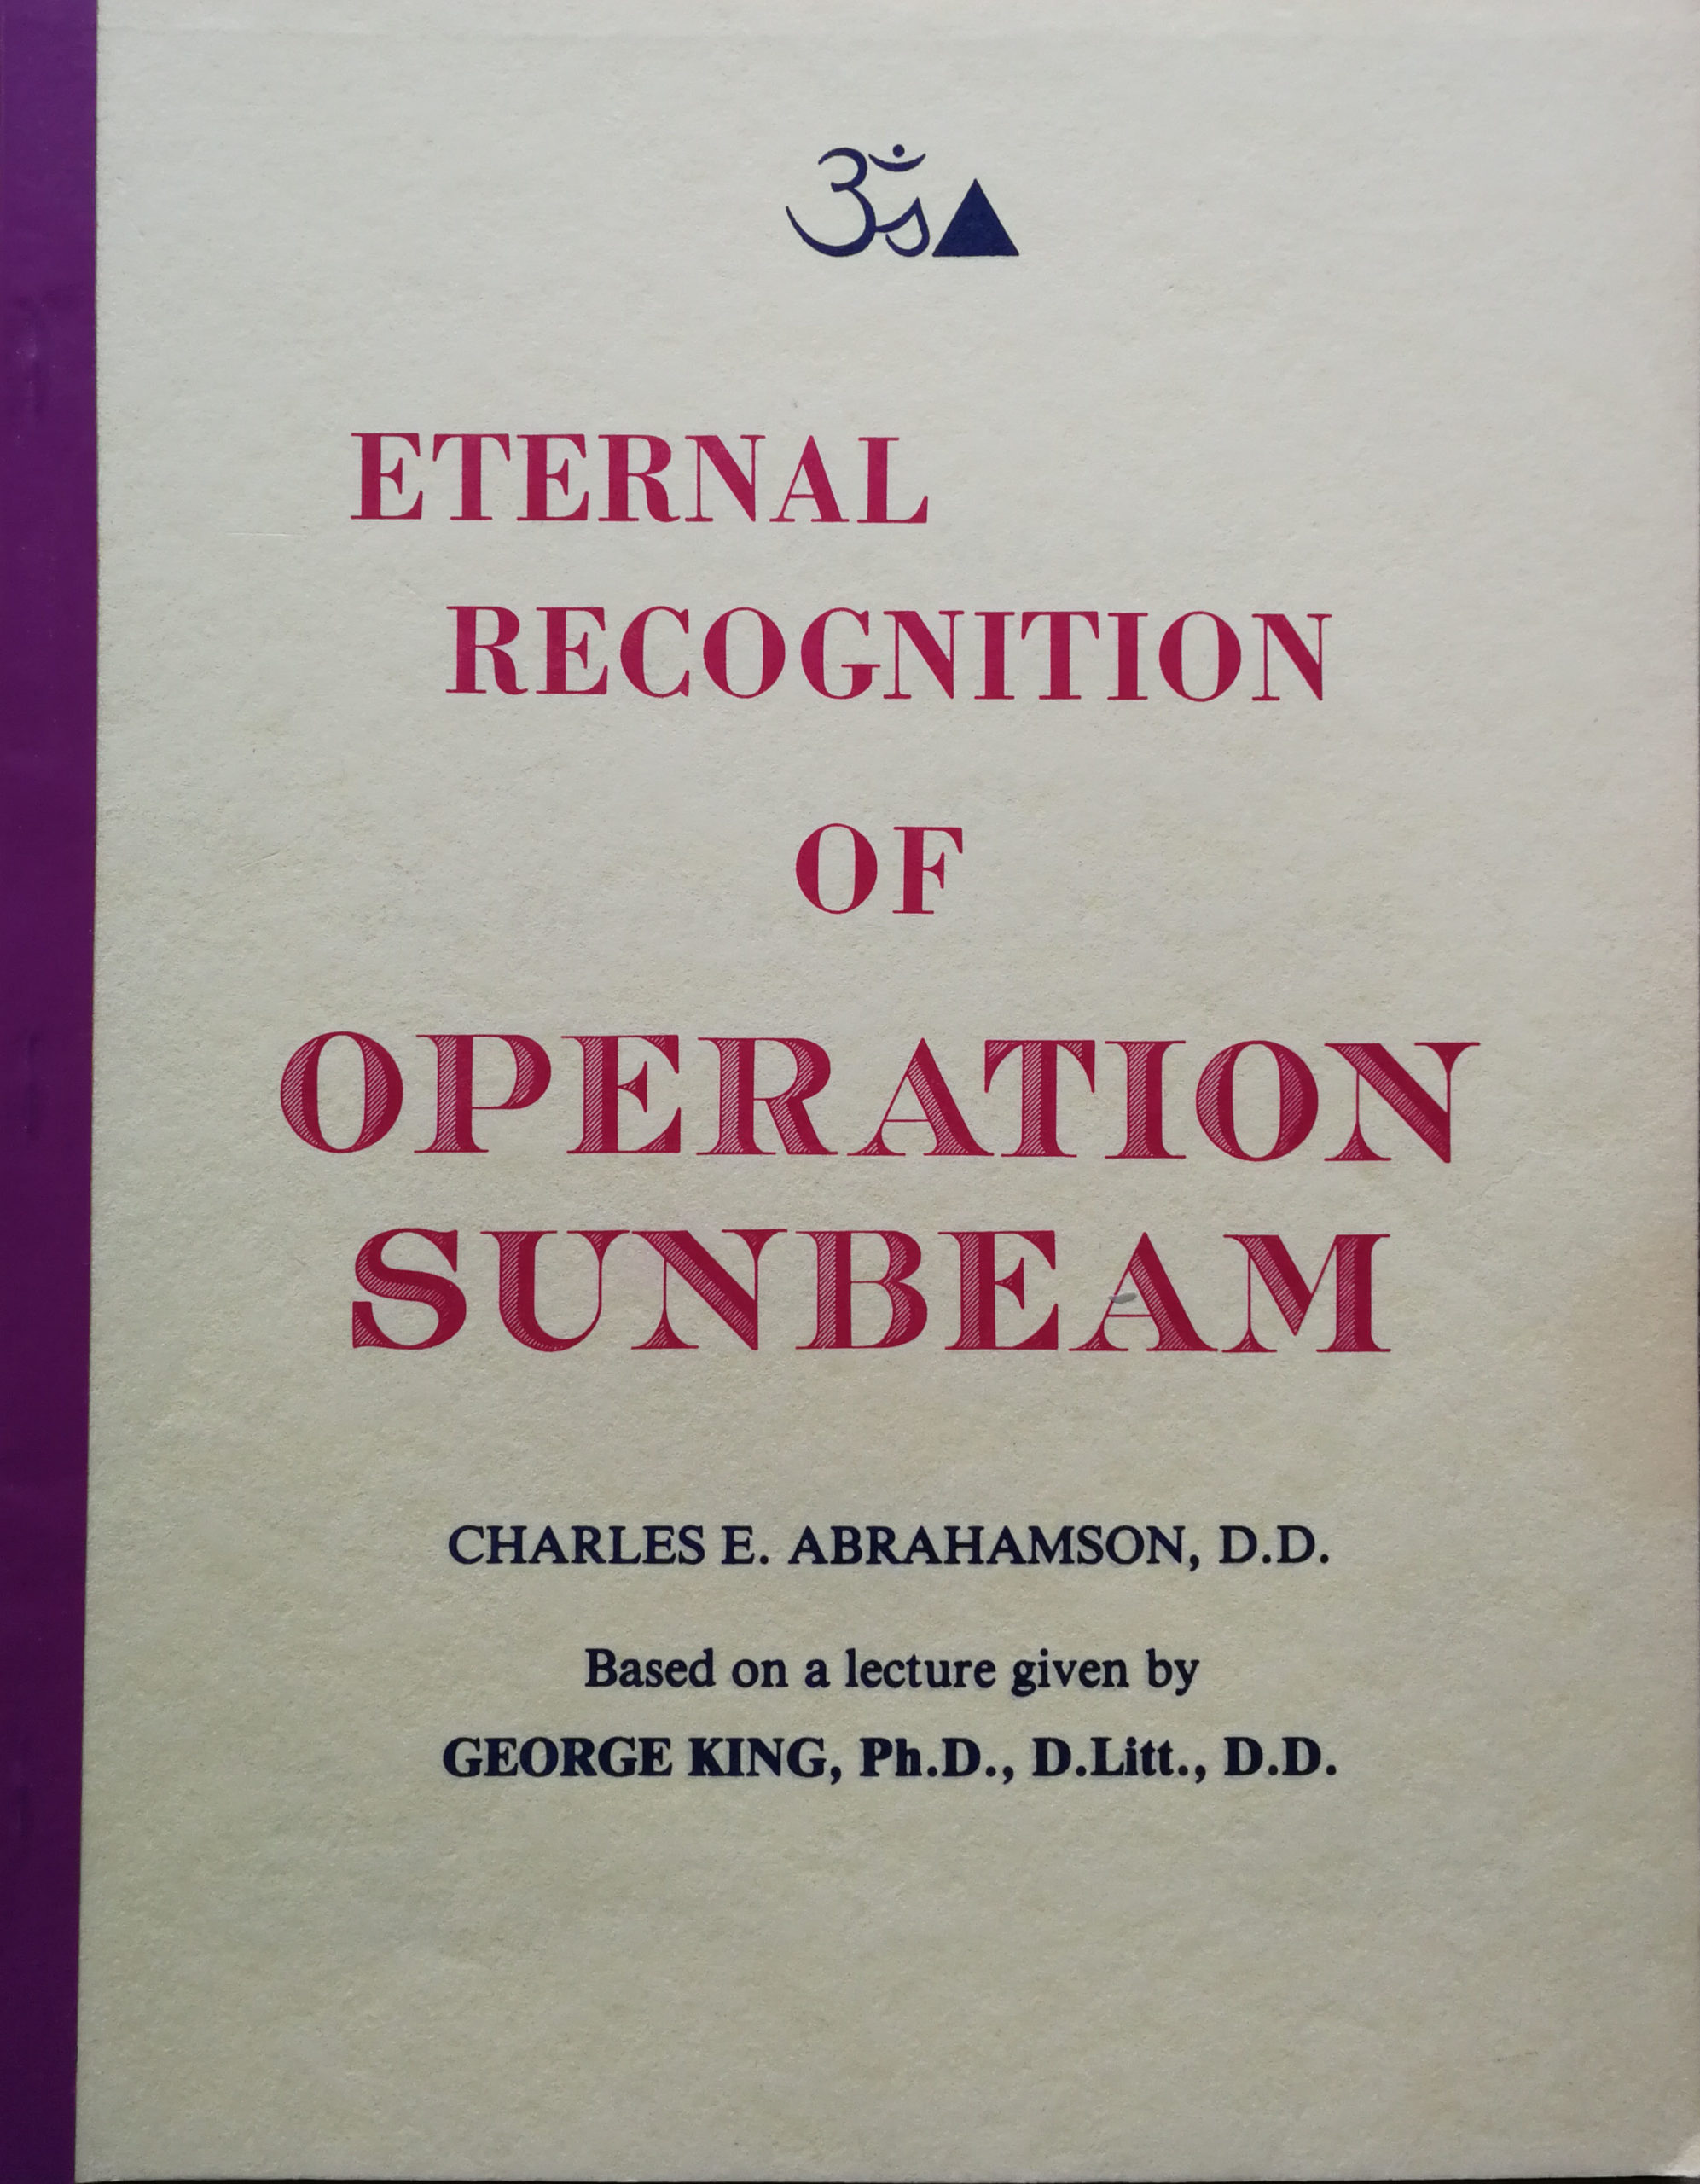 ॐ▲
ETERNAL
RECOGNITION
OF
OPERATION
SUNBEAM
CHARLES E. ABRAHAMSON, D.D.
Based on a lecture given by
GEORGE KING, Ph.D., D.Litt., D.D.